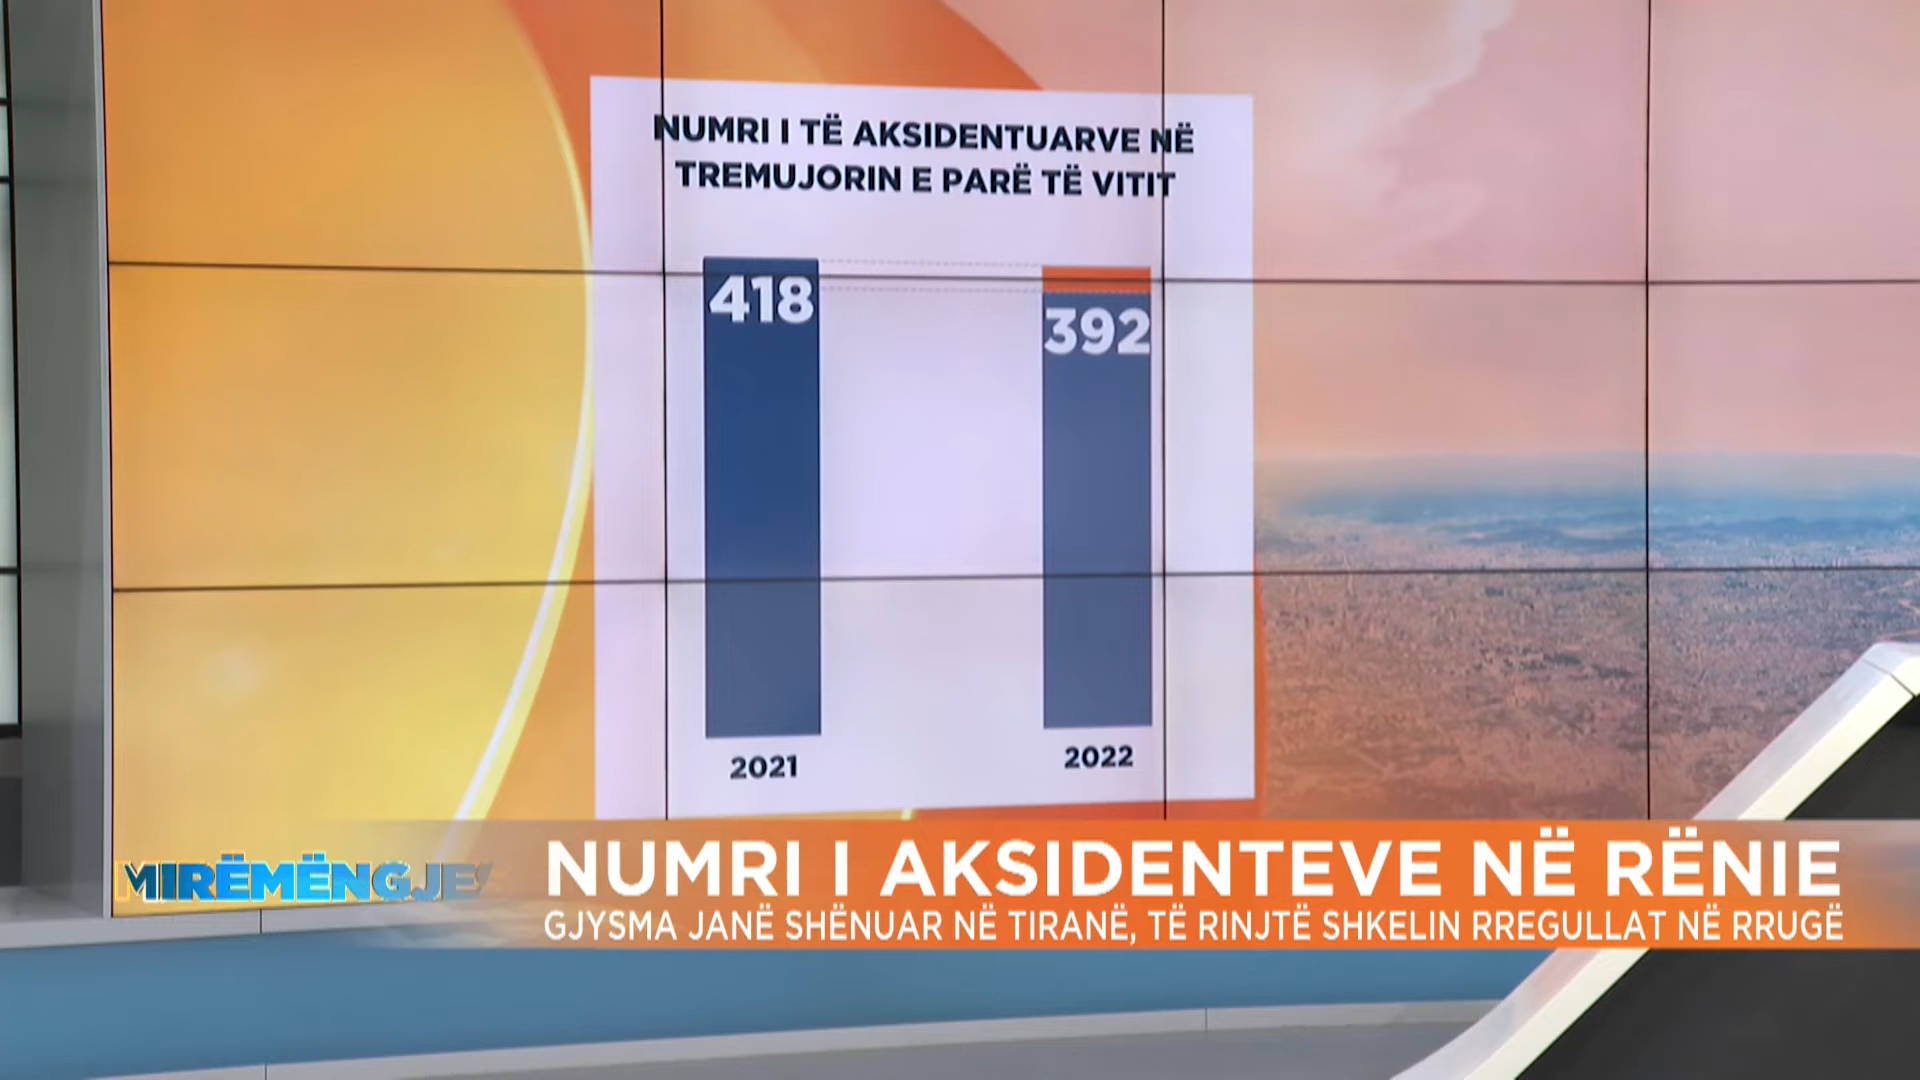 NUMRI I TË AKSIDENTUARVE NË
TREMUJORIN E PARË TË VITIT
418
392
2021
2022
MIRËMËNGJES
NUMRI I AKSIDENTEVE NË RËNIE
GJYSMA JANË SHËNUAR NË TIRANË, TË RINJTË SHKELIN RREGULLAT NË RRUGË